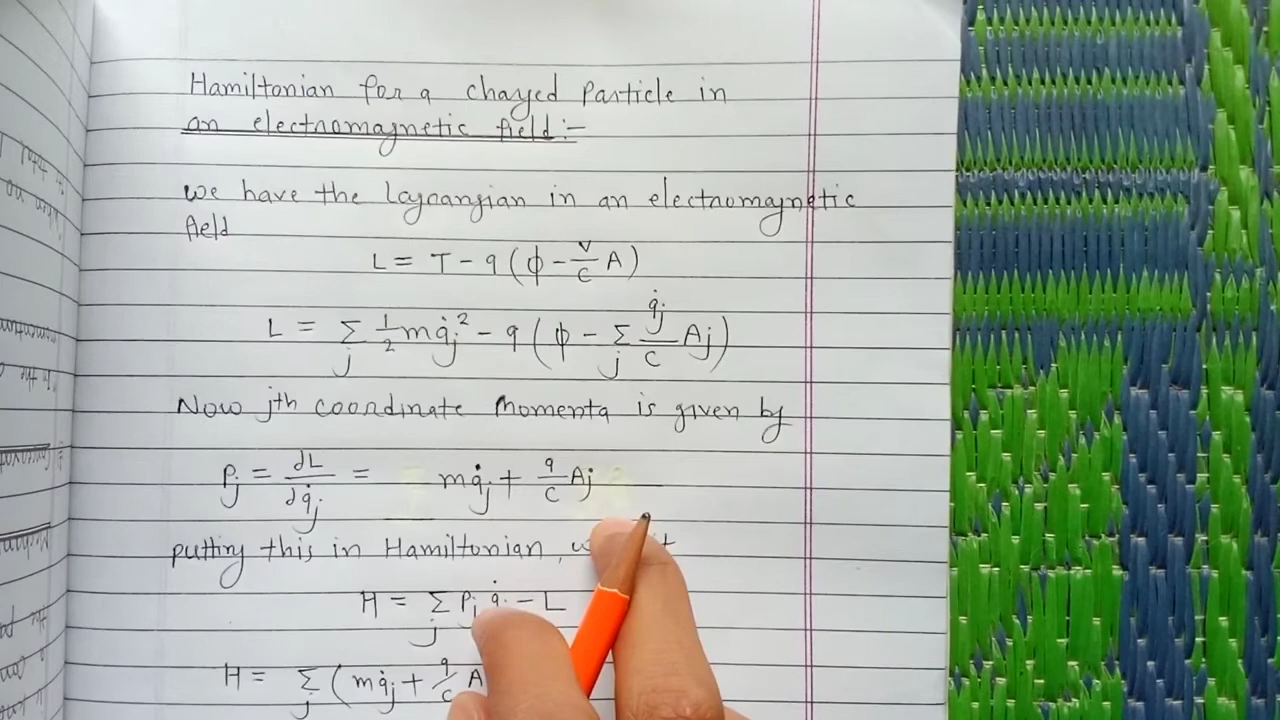 Hamiltonian for a charged particle in
an electromagnetic field:-
we have the Lagrangian in an electromagnetic
field
L = T - q (ϕ - v/c A)
L = Σ_j 1/2 m q̇_j² - q (ϕ - Σ_j q̇_j/c A_j)
Now jth coordinate momenta is given by
P_j = ∂L/∂q̇_j = m q̇_j + q/c A_j
putting this in Hamiltonian,
H = Σ_j P_j q̇_j - L
H = Σ_j (m q̇_j + q/c A